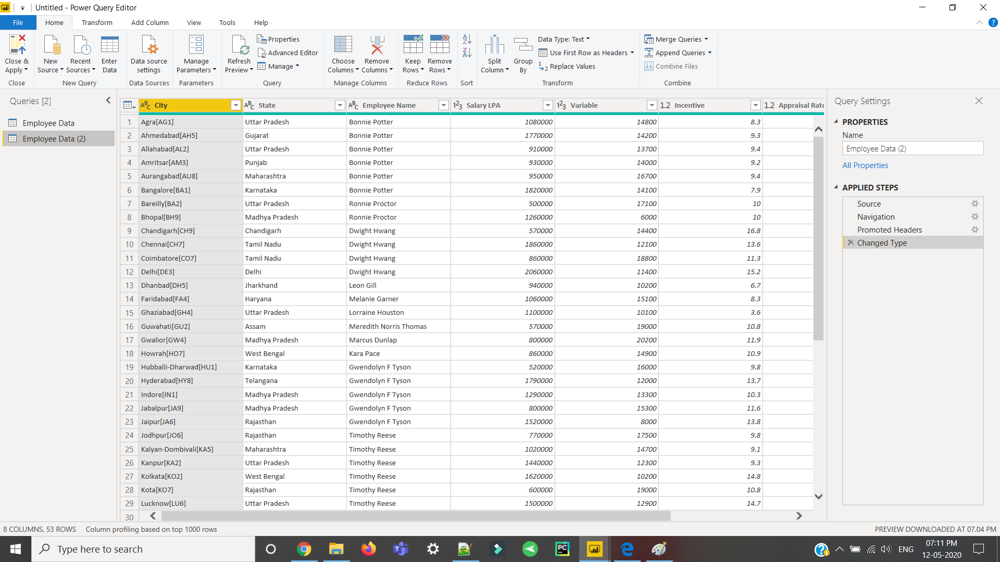 Untitled - Power Query Editor
File Home Transform Add Column View Tools Help
Close & Apply
New Source
Recent Sources
Enter Data
Data source settings
Manage Parameters
Refresh Preview
Properties
Advanced Editor
Manage
Choose Columns
Remove Columns
Keep Rows
Remove Rows
Split Column
Group By
Data Type: Text
Use First Row as Headers
Replace Values
Merge Queries
Append Queries
Combine Files
Close New Query Data Sources Parameters Query Manage Columns Reduce Rows Sort Transform Combine
Queries [2]
Employee Data
Employee Data (2)
City State Employee Name Salary LPA Variable Incentive Appraisal Rate
1 Agra[AG1] Uttar Pradesh Bonnie Potter 1080000 14800 8.3
2 Ahmedabad[AH5] Gujarat Bonnie Potter 1770000 14200 9.3
3 Allahabad[AL2] Uttar Pradesh Bonnie Potter 910000 13700 9.4
4 Amritsar[AM3] Punjab Bonnie Potter 930000 14000 9.2
5 Aurangabad[AU8] Maharashtra Bonnie Potter 950000 16700 9.4
6 Bangalore[BA1] Karnataka Bonnie Potter 1820000 14100 7.9
7 Bareilly[BA2] Uttar Pradesh Ronnie Proctor 500000 17100 10
8 Bhopal[BH9] Madhya Pradesh Ronnie Proctor 1260000 6000 10
9 Chandigarh[CH9] Chandigarh Dwight Hwang 570000 14400 16.8
10 Chennai[CH7] Tamil Nadu Dwight Hwang 1860000 12100 13.6
11 Coimbatore[CO7] Tamil Nadu Dwight Hwang 860000 18800 11.3
12 Delhi[DE3] Delhi Dwight Hwang 2060000 11400 15.2
13 Dhanbad[DH5] Jharkhand Leon Gill 940000 10200 6.7
14 Faridabad[FA4] Haryana Melanie Garner 1060000 15100 8.3
15 Ghaziabad[GH4] Uttar Pradesh Lorraine Houston 1100000 10100 3.6
16 Guwahati[GU2] Assam Meredith Norris Thomas 570000 19000 10.8
17 Gwalior[GW4] Madhya Pradesh Marcus Dunlap 800000 20200 11.9
18 Howrah[HO7] West Bengal Kara Pace 860000 14900 10.9
19 Hubballi-Dharwad[HU1] Karnataka Gwendolyn F Tyson 520000 16000 9.8
20 Hyderabad[HY8] Telangana Gwendolyn F Tyson 1790000 12000 13.7
21 Indore[IN1] Madhya Pradesh Gwendolyn F Tyson 1290000 13300 10.3
22 Jabalpur[JA9] Madhya Pradesh Gwendolyn F Tyson 800000 15300 11.6
23 Jaipur[JA6] Rajasthan Gwendolyn F Tyson 1520000 8000 13.8
24 Jodhpur[JO6] Rajasthan Timothy Reese 770000 17500 9.8
25 Kalyan-Dombivali[KA5] Maharashtra Timothy Reese 1020000 14700 9.1
26 Kanpur[KA2] Uttar Pradesh Timothy Reese 1440000 12300 9.3
27 Kolkata[KO2] West Bengal Timothy Reese 1620000 10200 14.8
28 Kota[KO7] Rajasthan Timothy Reese 600000 19000 10.8
29 Lucknow[LU6] Uttar Pradesh Timothy Reese 1500000 12900 14.7
30
Query Settings
PROPERTIES
Name
Employee Data (2)
All Properties
APPLIED STEPS
Source
Navigation
Promoted Headers
Changed Type
8 COLUMNS, 53 ROWS Column profiling based on top 1000 rows
PREVIEW DOWNLOADED AT 07.04 PM
Type here to search
ENG
07:11 PM
12-05-2020